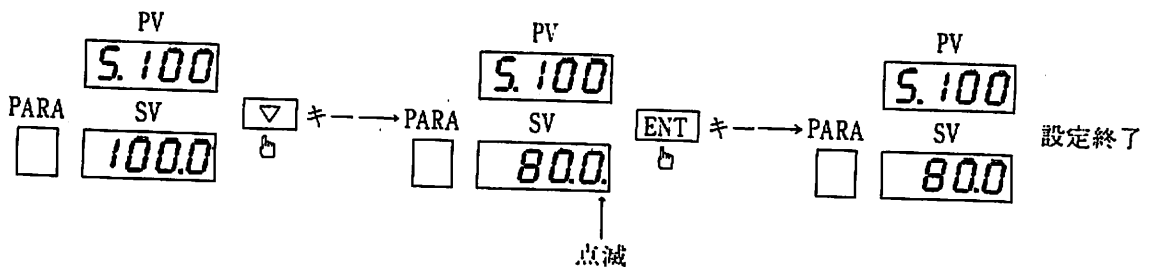 PV
5.100
PARA
SV
100.0
▽ キー→
PV
5.100
PARA
SV
80.0.
ENT キー→
点滅
PV
5.100
PARA
SV
80.0
設定終了